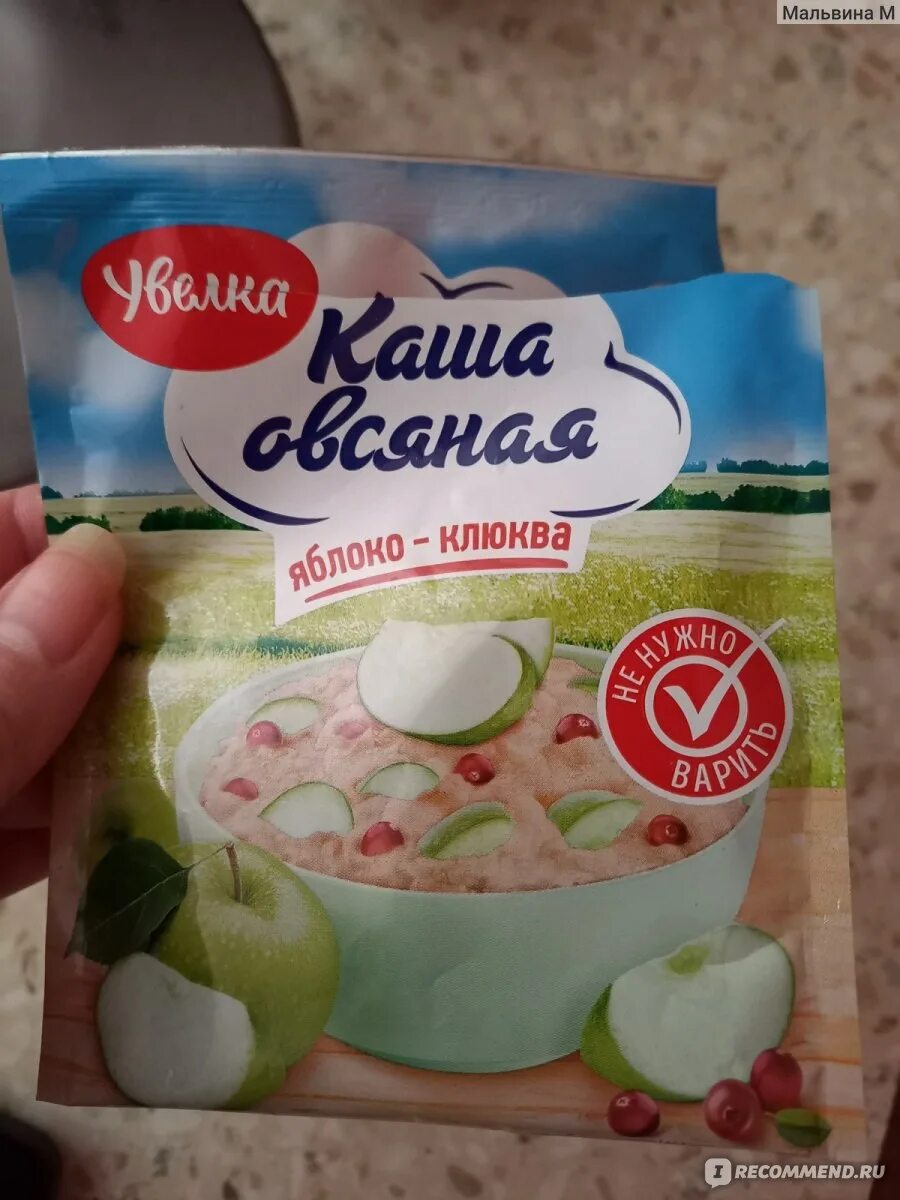 Мальвина М
Увелка
Каша
овсяная
яблоко - клюква
НЕ НУЖНО
ВАРИТЬ
I RECOMMEND.RU